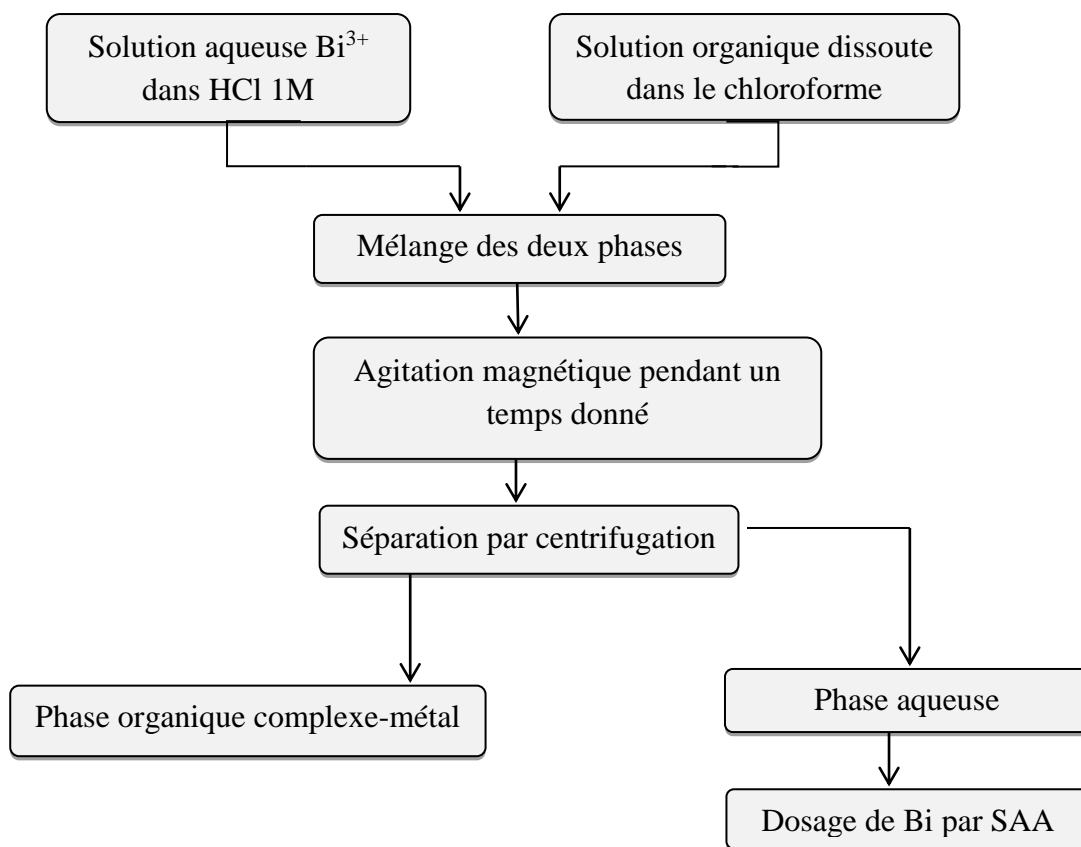 Solution aqueuse Bi³⁺
dans HCl 1M
Solution organique dissoute
dans le chloroforme
Mélange des deux phases
Agitation magnétique pendant un
temps donné
Séparation par centrifugation
Phase organique complexe-métal
Phase aqueuse
Dosage de Bi par SAA